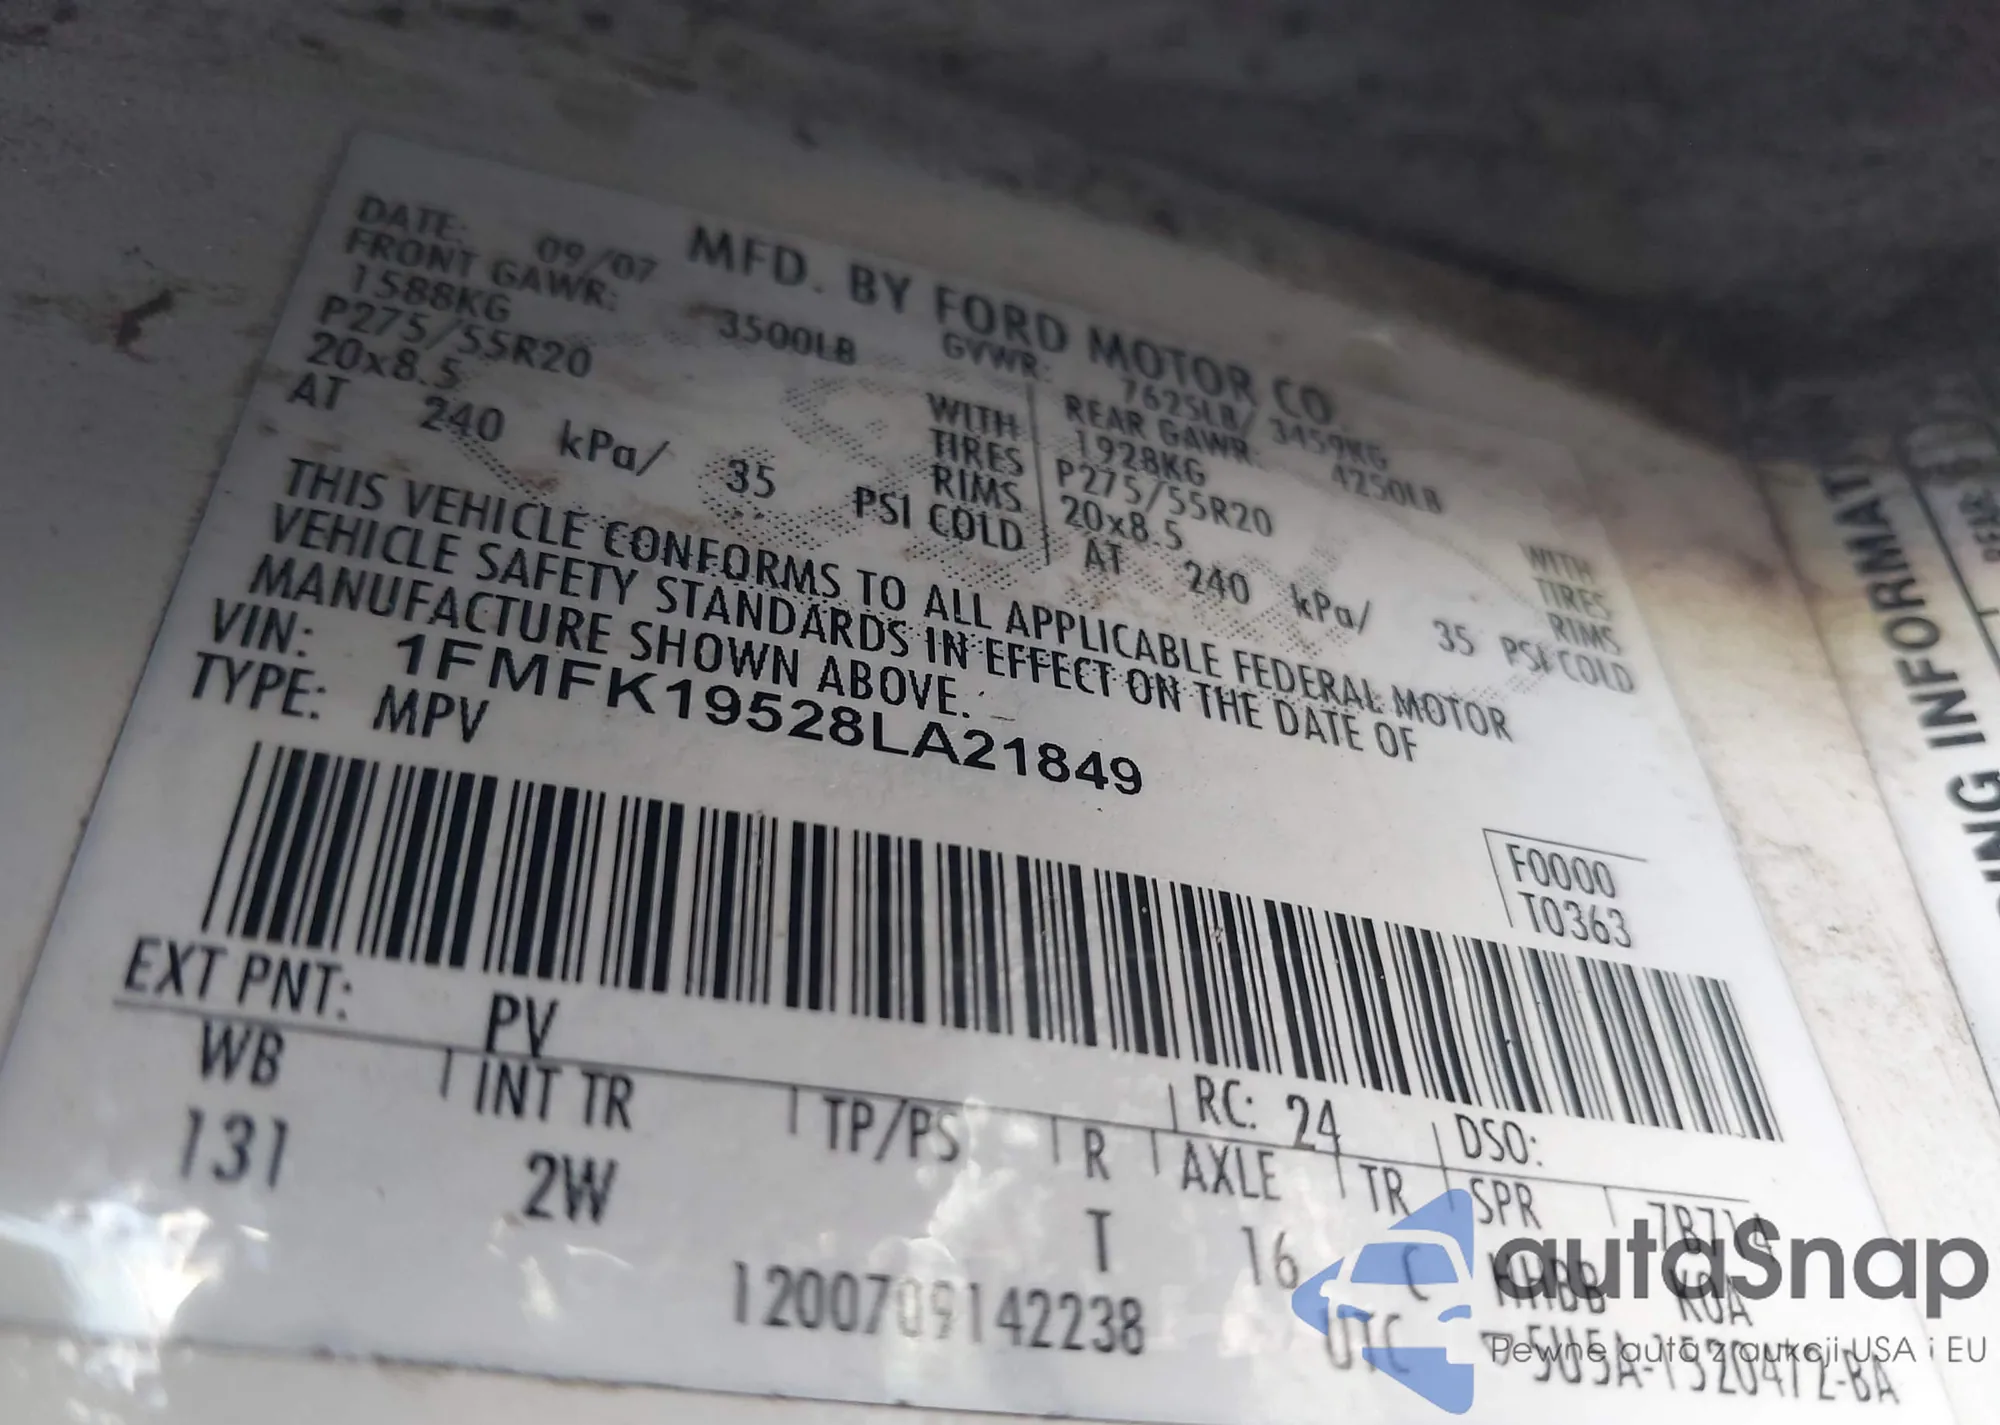 MFD. BY FORD MOTOR CO.
DATE: 09/07 GVWR: 7625LB/ 3459KG
FRONT GAWR: 3500LB REAR GAWR: 4250LB
1588KG WITH 1928KG WITH
P275/55R20 TIRES P275/55R20 TIRES
20x8.5 RIMS 20x8.5 RIMS
AT 240 kPa/ 35 PSI COLD AT 240 kPa/ 35 PSI COLD
THIS VEHICLE CONFORMS TO ALL APPLICABLE FEDERAL MOTOR
VEHICLE SAFETY STANDARDS IN EFFECT ON THE DATE OF
MANUFACTURE SHOWN ABOVE.
VIN: 1FMFK19528LA21849
TYPE: MPV
F0000
T0363
EXT PNT: PV RC: 24 DSO:
WB INT TR TP/PS R AXLE TR SPR
131 2W T 16 C
1200709142238 UTC
ING INFORMAT
autaSnap
Pewne auta z aukcji USA i EU